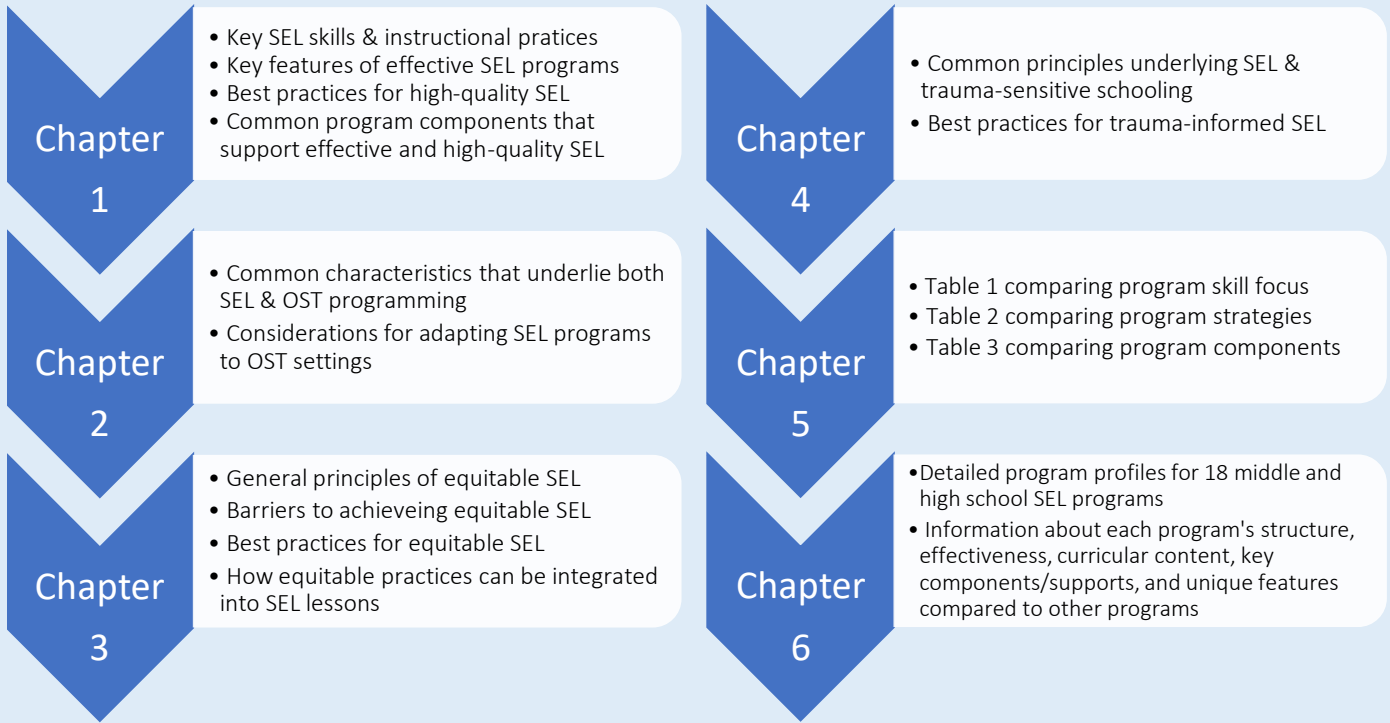 Chapter
1
• Key SEL skills & instructional pratices
• Key features of effective SEL programs
• Best practices for high-quality SEL
• Common program components that
support effective and high-quality SEL
Chapter
2
• Common characteristics that underlie both
SEL & OST programming
• Considerations for adapting SEL programs
to OST settings
Chapter
3
• General principles of equitable SEL
• Barriers to achieveing equitable SEL
• Best practices for equitable SEL
• How equitable practices can be integrated
into SEL lessons
Chapter
4
• Common principles underlying SEL &
trauma-sensitive schooling
• Best practices for trauma-informed SEL
Chapter
5
• Table 1 comparing program skill focus
• Table 2 comparing program strategies
• Table 3 comparing program components
Chapter
6
•Detailed program profiles for 18 middle and
high school SEL programs
• Information about each program's structure,
effectiveness, curricular content, key
components/supports, and unique features
compared to other programs